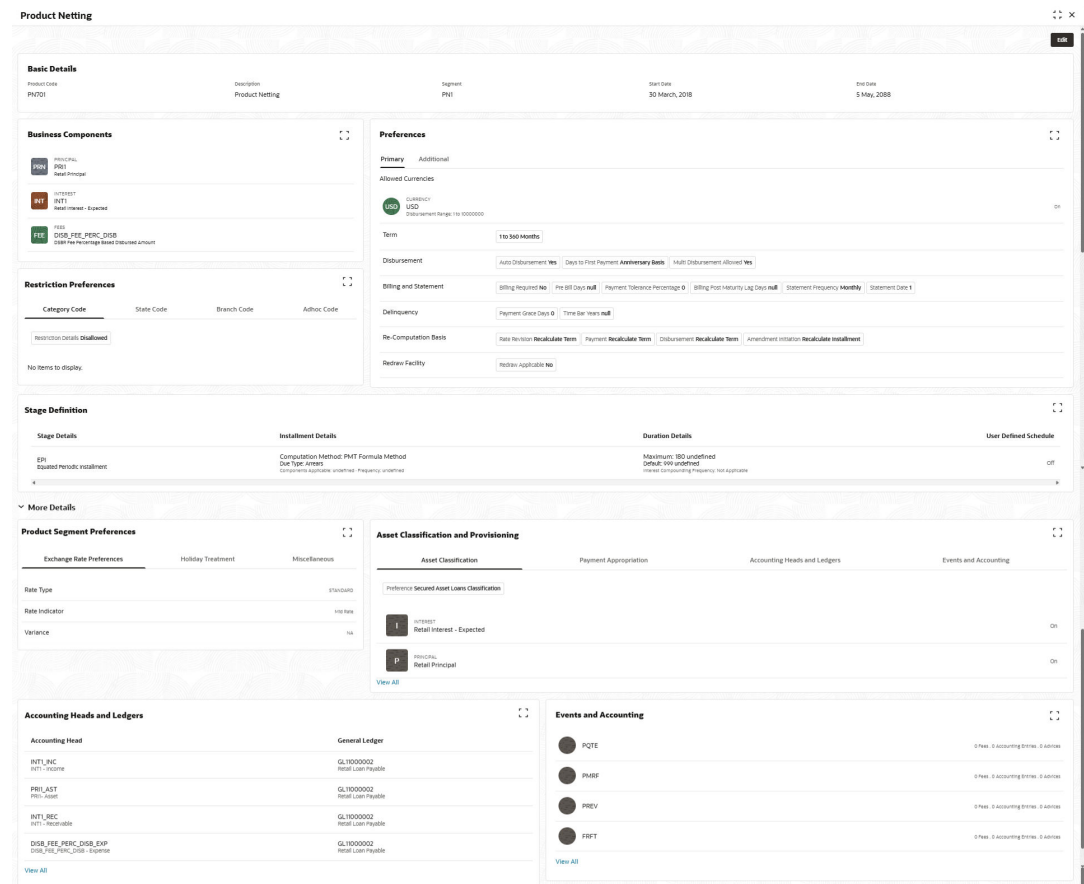 Product Netting
Edit
Basic Details
Product Code Description Segment Start Date End Date
PN701 Product Netting PN1 30 March, 2018 5 May, 2088
Business Components
PRN
PRINCIPAL
PRI1
Retail Principal
INT
INTEREST
INT1
Retail Interest - Expected
FEE
FEES
DISB_FEE_PERC_DISB
DSBR Fee Percentage Based Disbursed Amount
Preferences
Primary Additional
Allowed Currencies
USD
CURRENCY
USD
Disbursement Range: 1 to 10000000
On
Term 1 to 360 Months
Disbursement Auto Disbursement Yes Days to First Payment Anniversary Basis Multi Disbursement Allowed Yes
Billing and Statement Billing Required No Pre Bill Days null Payment Tolerance Percentage 0 Billing Post Maturity Lag Days null Statement Frequency Monthly Statement Date 1
Delinquency Payment Grace Days 0 Time Bar Years null
Re-Computation Basis Rate Revision Recalculate Term Payment Recalculate Term Disbursement Recalculate Term Amendment Initiation Recalculate Installment
Redraw Facility Redraw Applicable No
Restriction Preferences
Category Code State Code Branch Code Adhoc Code
Restriction Details Disallowed
No items to display.
Stage Definition
Stage Details Installment Details Duration Details User Defined Schedule
EPI
Equated Periodic Installment
Computation Method: PMT Formula Method
Due Type: Arrears
Components Applicable: undefined - Frequency: undefined
Maximum: 180 undefined
Default: 999 undefined
Interest Compounding Frequency: Not Applicable
Off
More Details
Product Segment Preferences
Exchange Rate Preferences Holiday Treatment Miscellaneous
Rate Type STANDARD
Rate Indicator Mid Rate
Variance NA
Asset Classification and Provisioning
Asset Classification Payment Appropriation Accounting Heads and Ledgers Events and Accounting
Preference Secured Asset Loans Classification
I
INTEREST
Retail Interest - Expected
On
P
PRINCIPAL
Retail Principal
On
View All
Accounting Heads and Ledgers
Accounting Head General Ledger
INT1_INC GL11000002
INT1 - Income Retail Loan Payable
PRI1_AST GL11000002
PRI1- Asset Retail Loan Payable
INT1_REC GL11000002
INT1 - Receivable Retail Loan Payable
DISB_FEE_PERC_DISB_EXP GL11000002
DISB_FEE_PERC_DISB - Expense Retail Loan Payable
View All
Events and Accounting
PQTE 0 Fees . 0 Accounting Entries . 0 Advices
PMRF 0 Fees . 0 Accounting Entries . 0 Advices
PREV 0 Fees . 0 Accounting Entries . 0 Advices
FRFT 0 Fees . 0 Accounting Entries . 0 Advices
View All